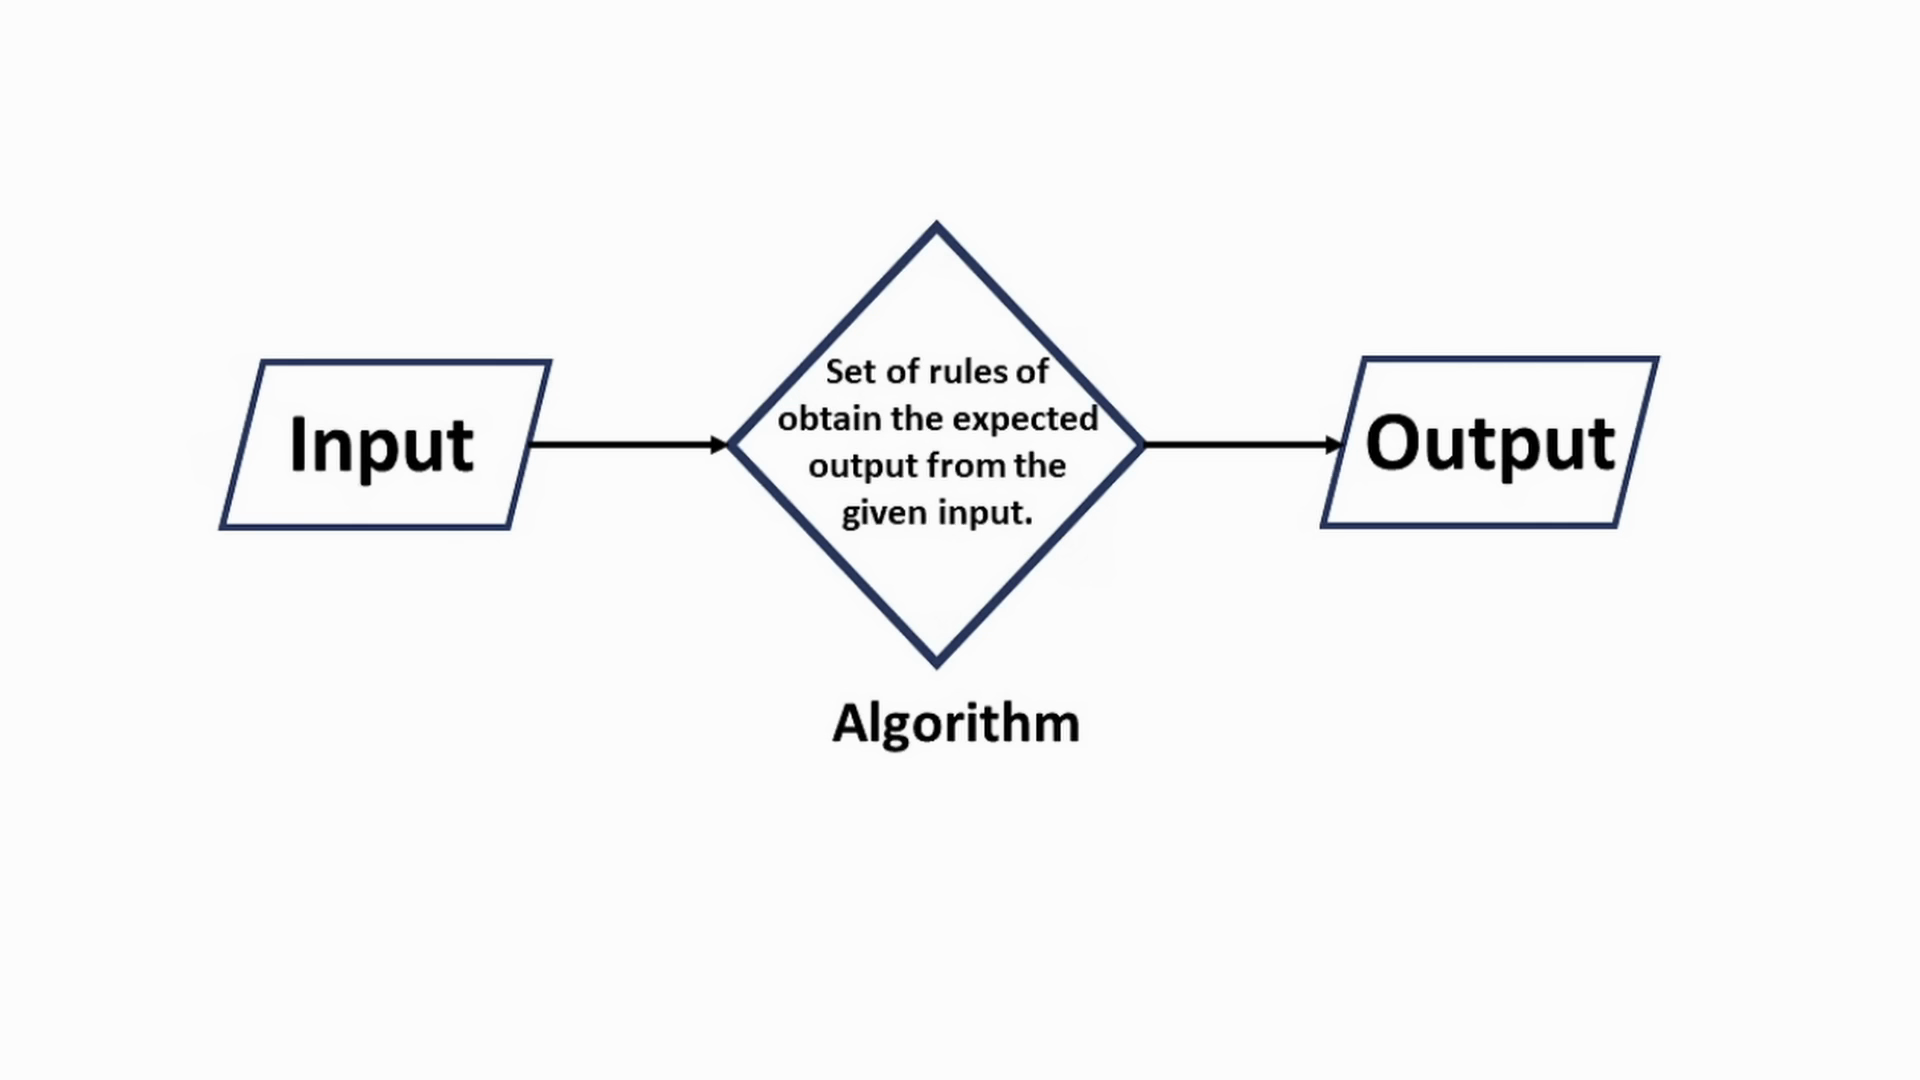 Input
Set of rules of
obtain the expected
output from the
given input.
Output
Algorithm